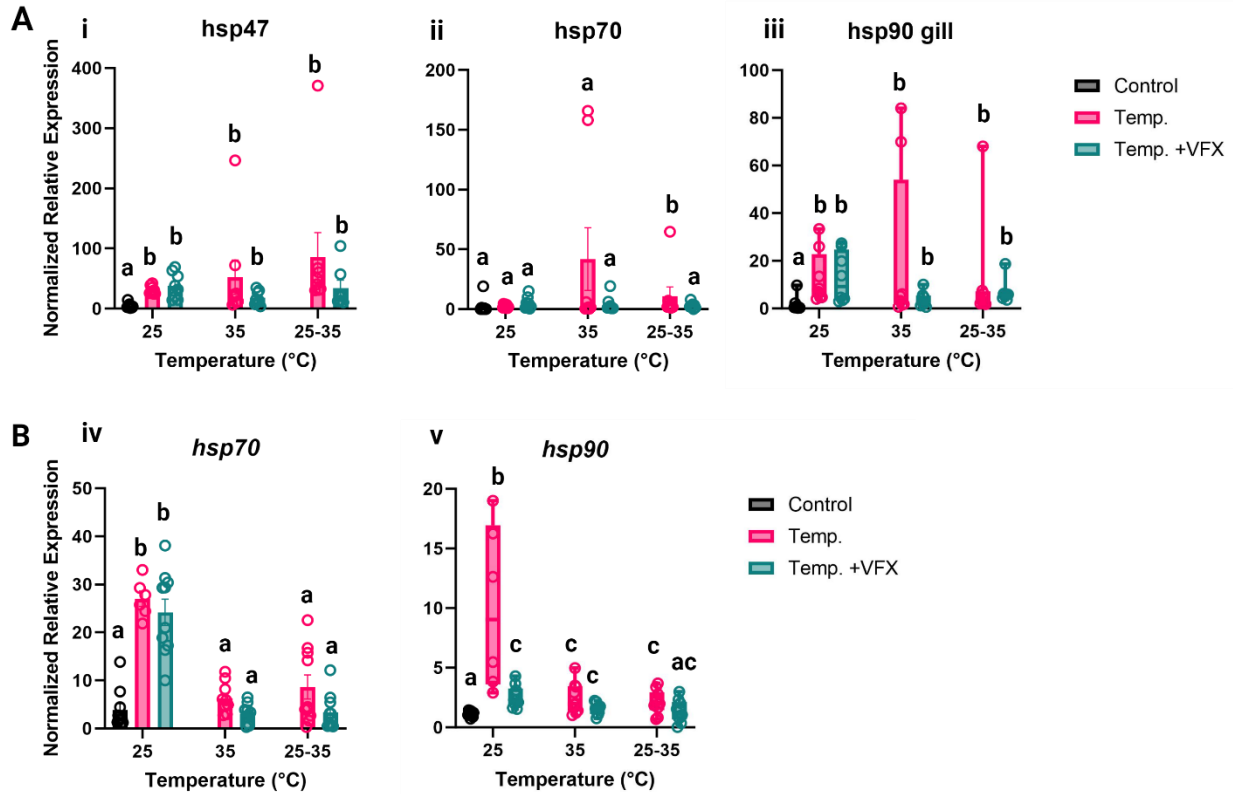 A
i
hsp47
ii
hsp70
iii
hsp90 gill
Normalized Relative Expression
400
300
200
100
0
a
b
b
b
b
b
b
25
35
25-35
Temperature (°C)
200
150
100
50
0
a
a
a
a
a
b
a
25
35
25-35
Temperature (°C)
100
80
60
40
20
0
a
b
b
b
b
b
b
25
35
25-35
Temperature (°C)
Control
Temp.
Temp. +VFX
B
iv
hsp70
v
hsp90
Normalized Relative Expression
50
40
30
20
10
0
a
b
b
a
a
a
a
25
35
25-35
Temperature (°C)
20
15
10
5
0
a
b
c
c
c
c
ac
25
35
25-35
Temperature (°C)
Control
Temp.
Temp. +VFX